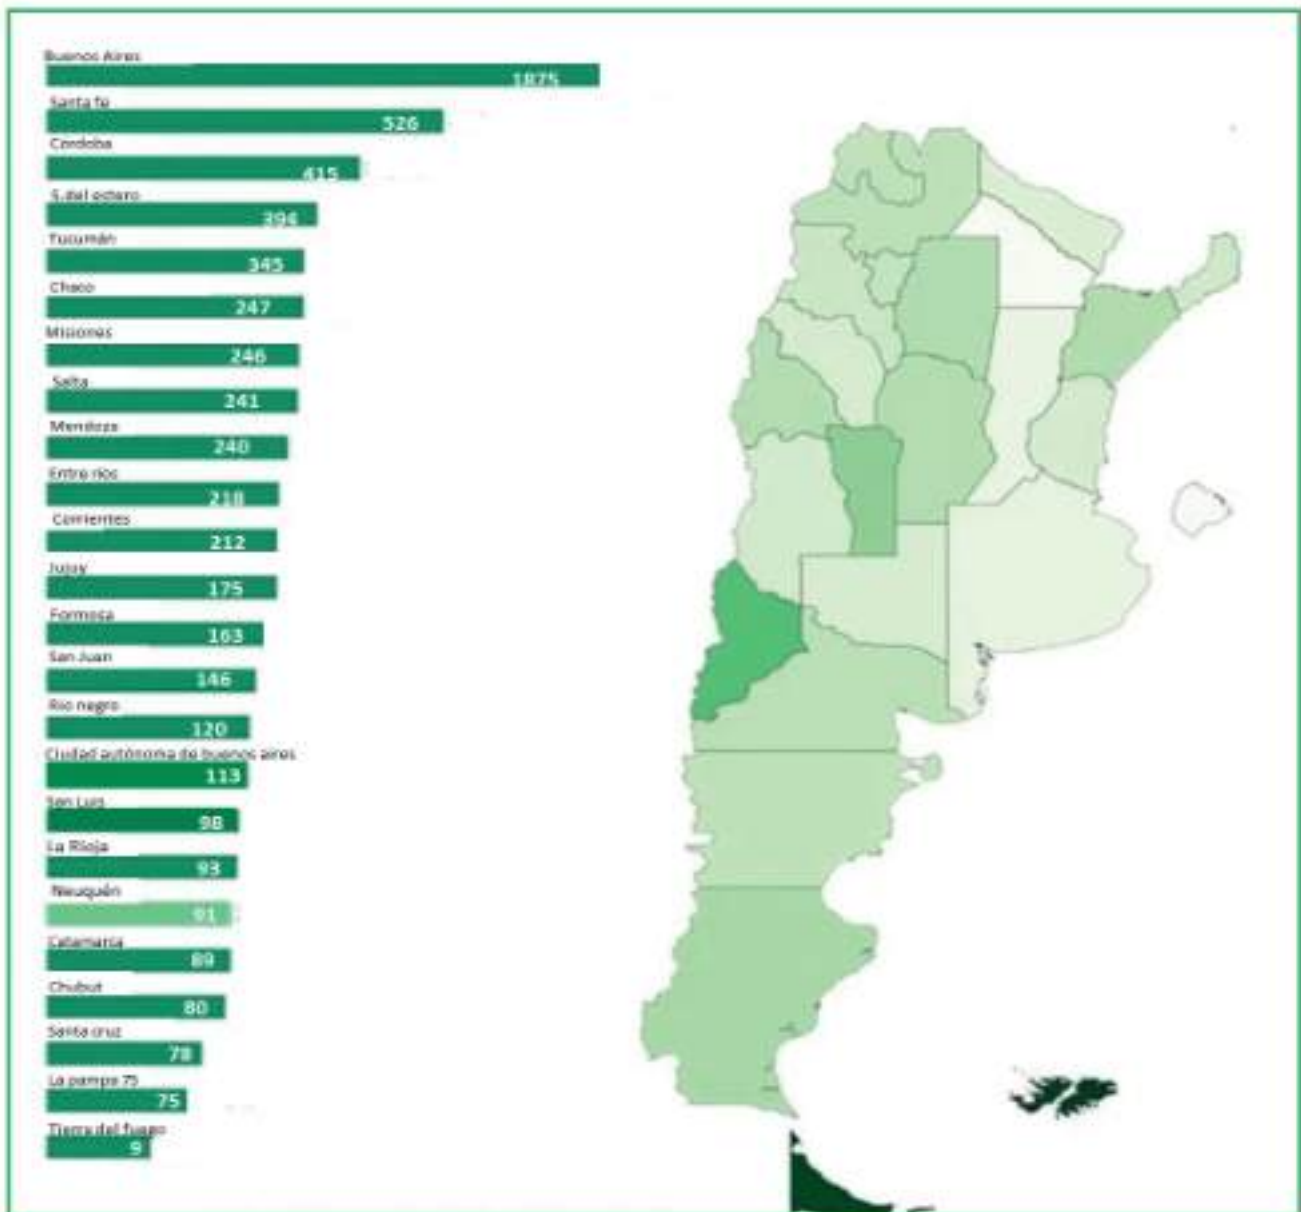 Buenos Aires
1875
Santa fe
526
Cordoba
415
S.del estero
394
Tucumán
345
Chaco
247
Misiones
246
Salta
241
Mendoza
240
Entre ríos
218
Corrientes
212
Jujuy
175
Formosa
163
San Juan
146
Rio negro
120
Ciudad autónoma de buenos aires
113
San Luis
98
La Rioja
93
Neuquén
91
Catamarca
89
Chubut
80
Santa cruz
78
La pampa 75
75
Tierra del fuego
9